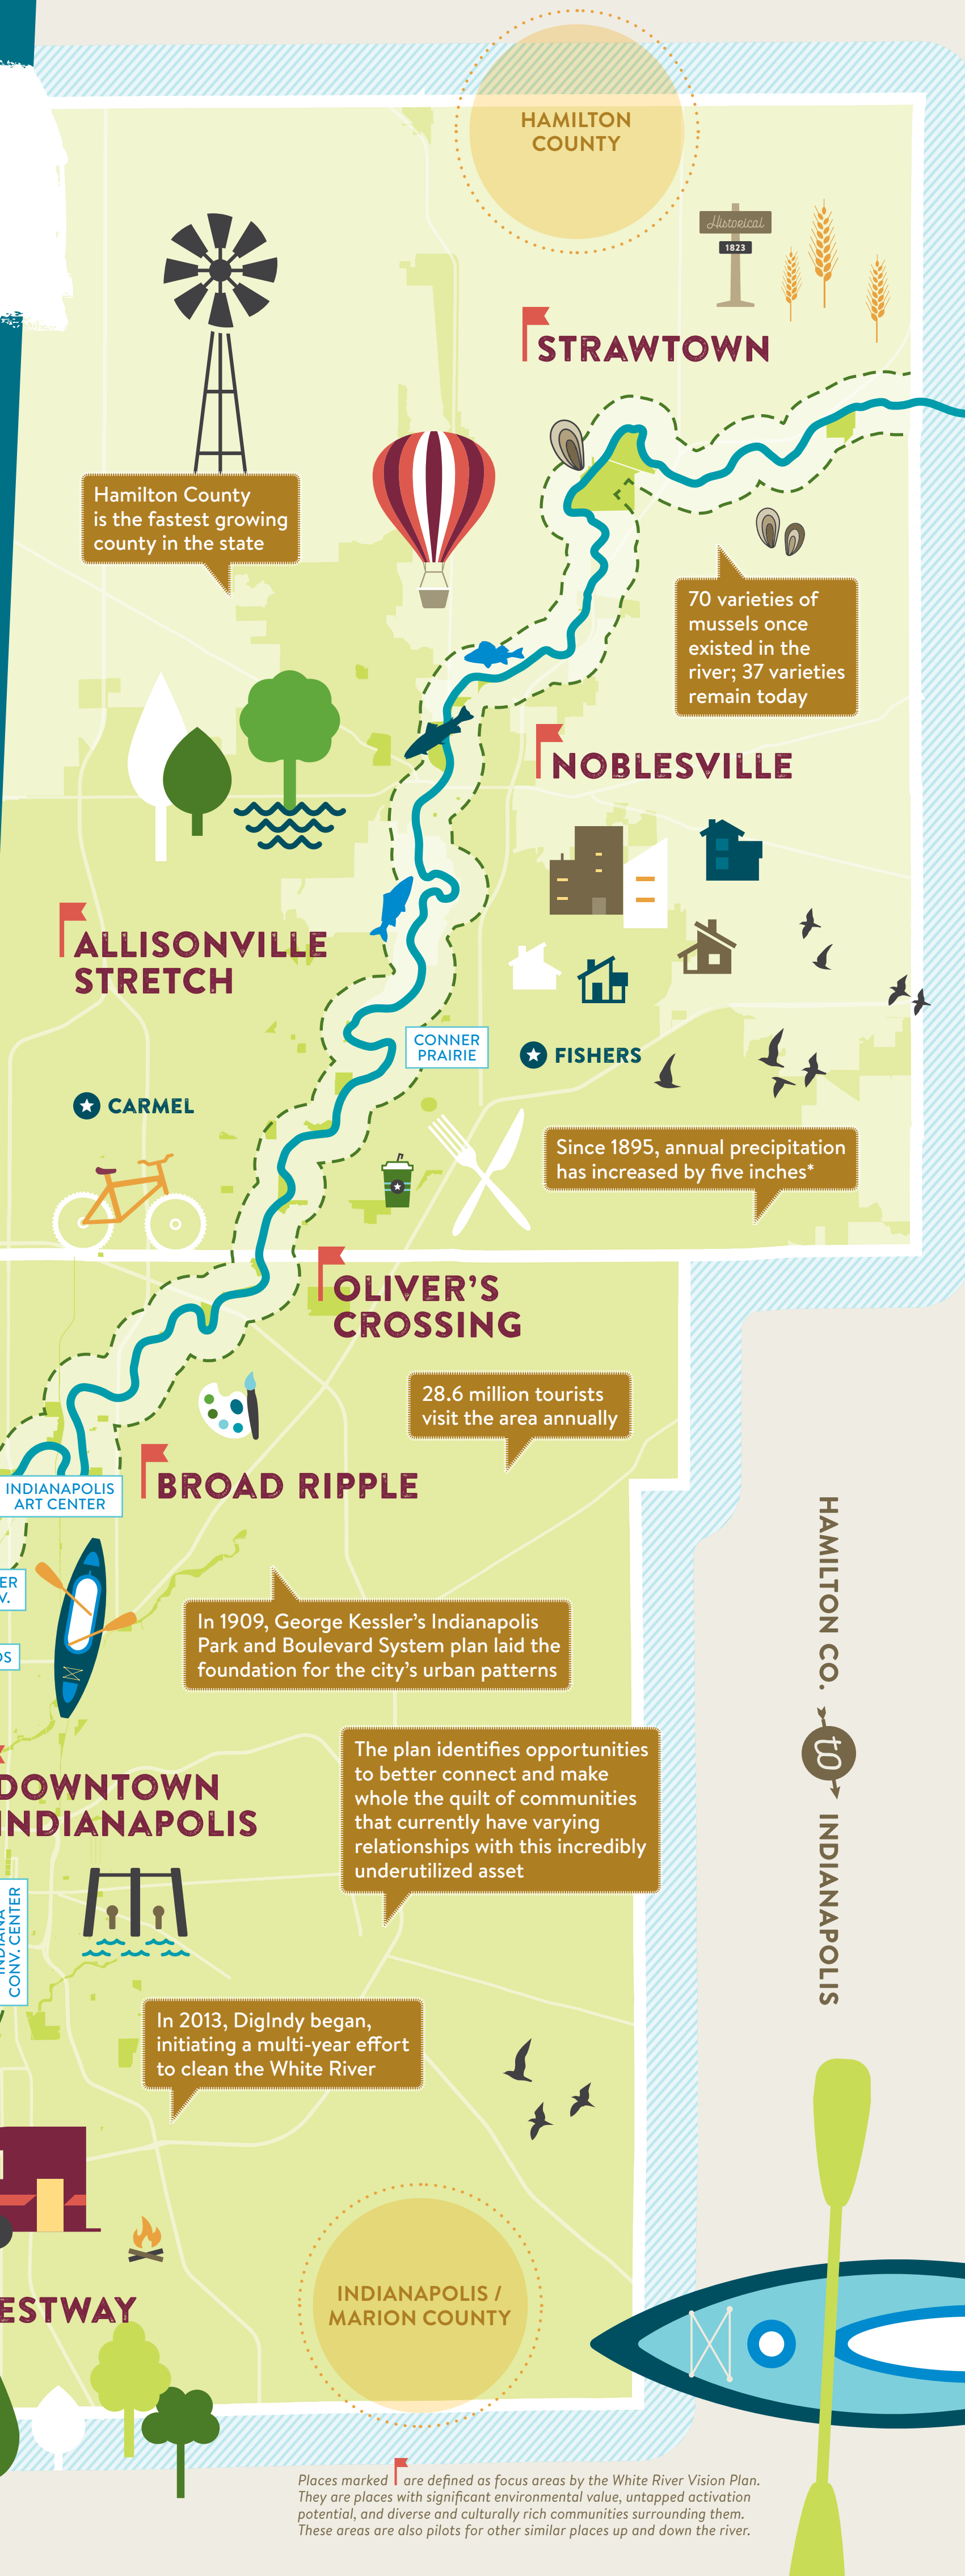 HAMILTON
COUNTY
Historical
1823
STRAWTOWN
Hamilton County
is the fastest growing
county in the state
70 varieties of
mussels once
existed in the
river; 37 varieties
remain today
NOBLESVILLE
ALLISONVILLE
STRETCH
CONNER
PRAIRIE
FISHERS
CARMEL
Since 1895, annual precipitation
has increased by five inches*
OLIVER'S
CROSSING
28.6 million tourists
visit the area annually
BROAD RIPPLE
INDIANAPOLIS
ART CENTER
ER
V.
In 1909, George Kessler's Indianapolis
Park and Boulevard System plan laid the
foundation for the city's urban patterns
DS
HAMILTON CO.
to
INDIANAPOLIS
The plan identifies opportunities
to better connect and make
whole the quilt of communities
that currently have varying
relationships with this incredibly
underutilized asset
DOWNTOWN
INDIANAPOLIS
INDIANA
CONV. CENTER
In 2013, DigIndy began,
initiating a multi-year effort
to clean the White River
INDIANAPOLIS /
MARION COUNTY
ESTWAY
Places marked are defined as focus areas by the White River Vision Plan.
They are places with significant environmental value, untapped activation
potential, and diverse and culturally rich communities surrounding them.
These areas are also pilots for other similar places up and down the river.